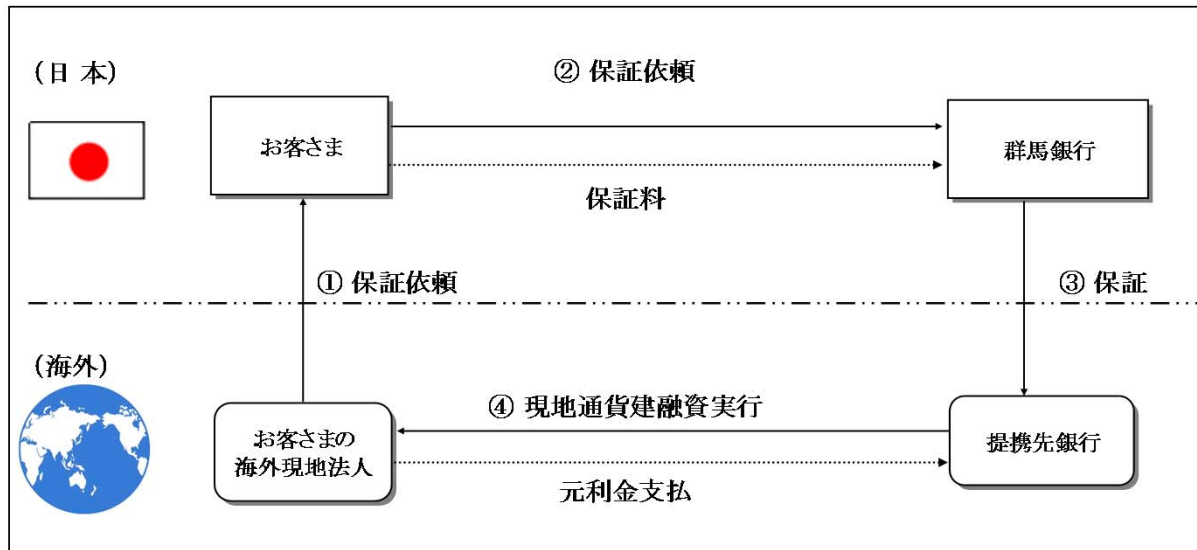 (日 本)
② 保証依頼
お客さま
群馬銀行
保証料
① 保証依頼
③ 保証
(海外)
④ 現地通貨建融資実行
お客さまの
海外現地法人
提携先銀行
元利金支払